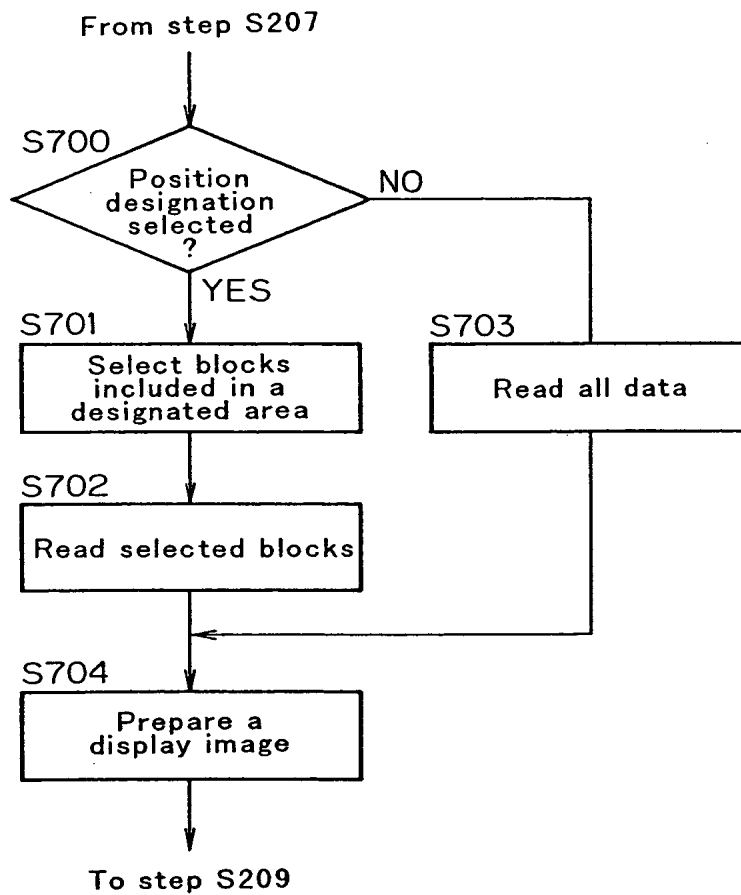 From step S207
S700
Position
designation
selected
?
NO
YES
S701
Select blocks
included in a
designated area
S703
Read all data
S702
Read selected blocks
S704
Prepare a
display image
To step S209